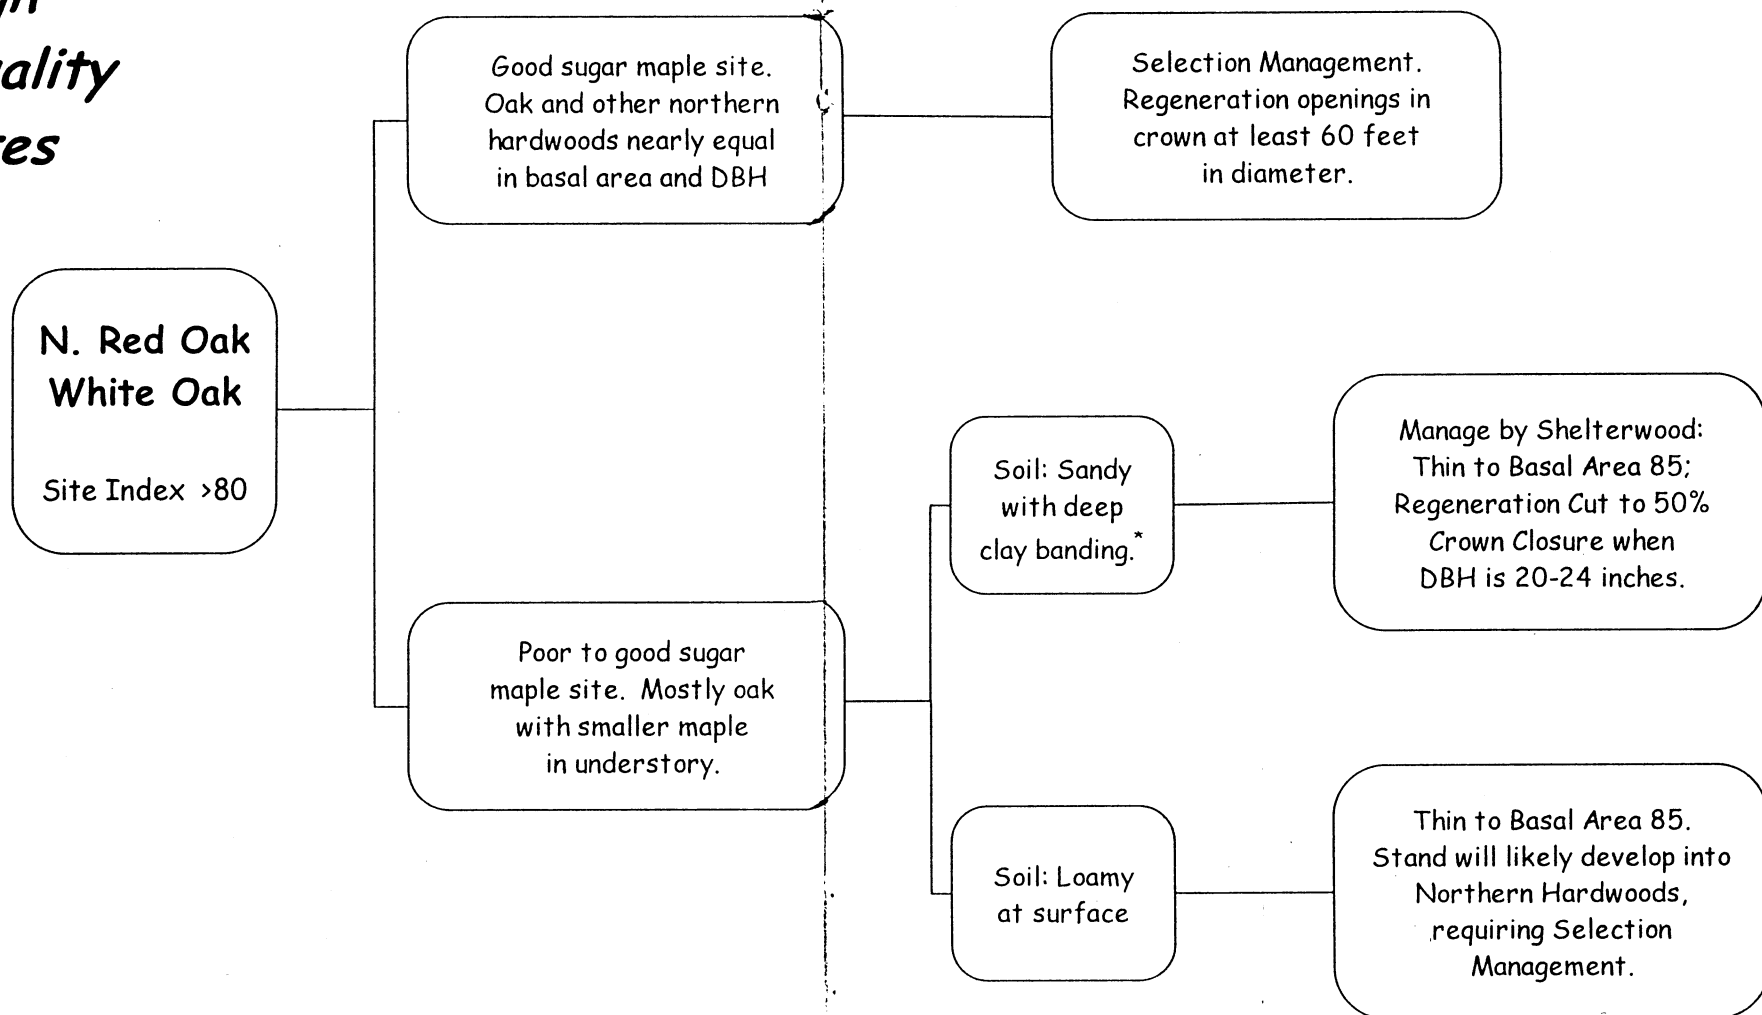 N. Red Oak
White Oak
Site Index >80
Good sugar maple site.
Oak and other northern
hardwoods nearly equal
in basal area and DBH
Selection Management.
Regeneration openings in
crown at least 60 feet
in diameter.
Poor to good sugar
maple site. Mostly oak
with smaller maple
in understory.
Soil: Sandy
with deep
clay banding.*
Manage by Shelterwood:
Thin to Basal Area 85;
Regeneration Cut to 50%
Crown Closure when
DBH is 20-24 inches.
Soil: Loamy
at surface
Thin to Basal Area 85.
Stand will likely develop into
Northern Hardwoods,
requiring Selection
Management.